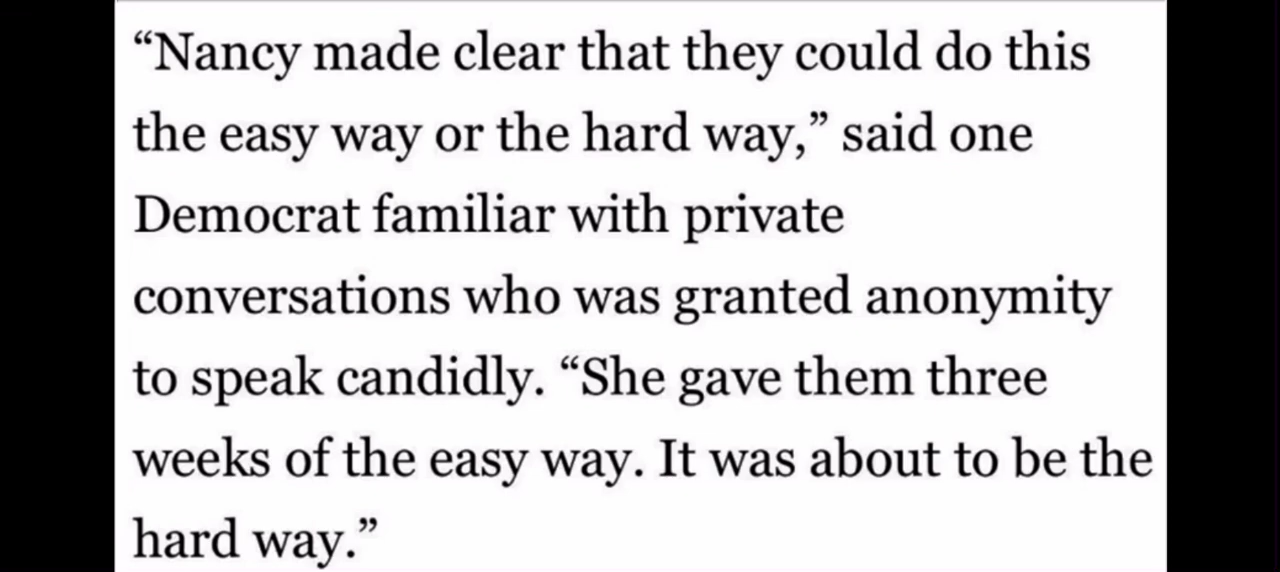 “Nancy made clear that they could do this
the easy way or the hard way,” said one
Democrat familiar with private
conversations who was granted anonymity
to speak candidly. “She gave them three
weeks of the easy way. It was about to be the
hard way.”